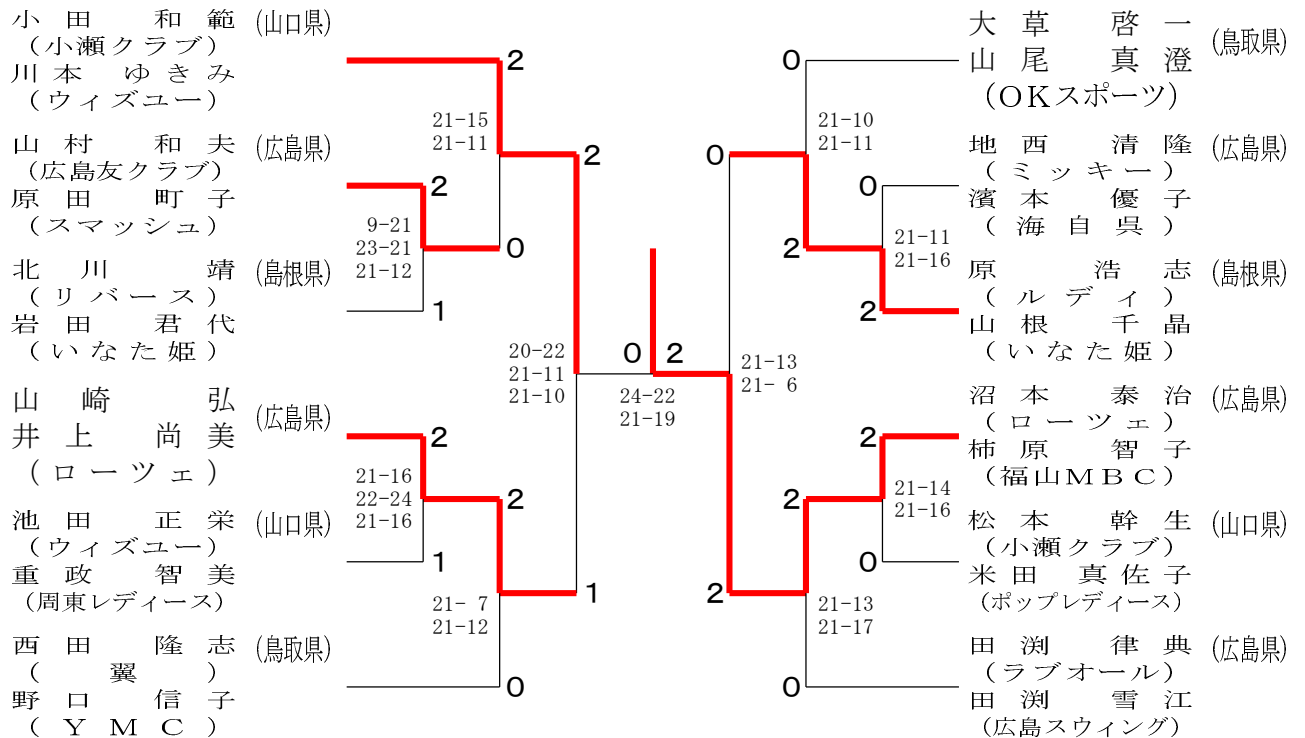 小田 和範 (山口県)
(小瀬クラブ)
川本 ゆきみ
(ウィズユー)
山村 和夫 (広島県)
(広島友クラブ)
原田 町子
(スマッシュ)
北川 靖 (島根県)
(リバース)
岩田 君代
(いなた姫)
山崎 弘 (広島県)
井上 尚美
(ローツェ)
池田 正栄 (山口県)
(ウィズユー)
重政 智美
(周東レディース)
西田 隆志 (鳥取県)
(翼)
野口 信子
(YMC)
2
21-15
21-11
2
2
9-21
23-21
21-12
0
1
20-22
21-11
21-10
2
21-16
22-24
21-16
2
1
21- 7
21-12
1
0
0 2
24-22
21-19
0
21-10
21-11
0
0
21-11
21-16
2
2
21-13
21- 6
2
21-14
21-16
2
0
2
21-13
21-17
0
大草 啓一 (鳥取県)
山尾 真澄
(OKスポーツ)
地西 清隆 (広島県)
(ミッキー)
濱本 優子
(海自呉)
原 浩志 (島根県)
(ルディ)
山根 千晶
(いなた姫)
沼本 泰治 (広島県)
(ローツェ)
柿原 智子
(福山MBC)
松本 幹生 (山口県)
(小瀬クラブ)
米田 真佐子
(ポップレディース)
田渕 律典 (広島県)
(ラブオール)
田渕 雪江
(広島スウィング)